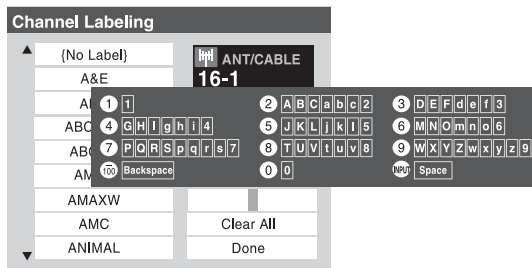 Channel Labeling
{No Label}
ANT/CABLE
A&E
16-1
1 1
2 A B C a b c 2
3 D E F d e f 3
ABC
4 G H I g h i 4
5 J K L j k l 5
6 M N O m n o 6
7 P Q R S p q r s 7
8 T U V t u v 8
9 W X Y Z w x y z 9
100 Backspace
0 0
INPUT Space
AMAXW
AMC
Clear All
ANIMAL
Done